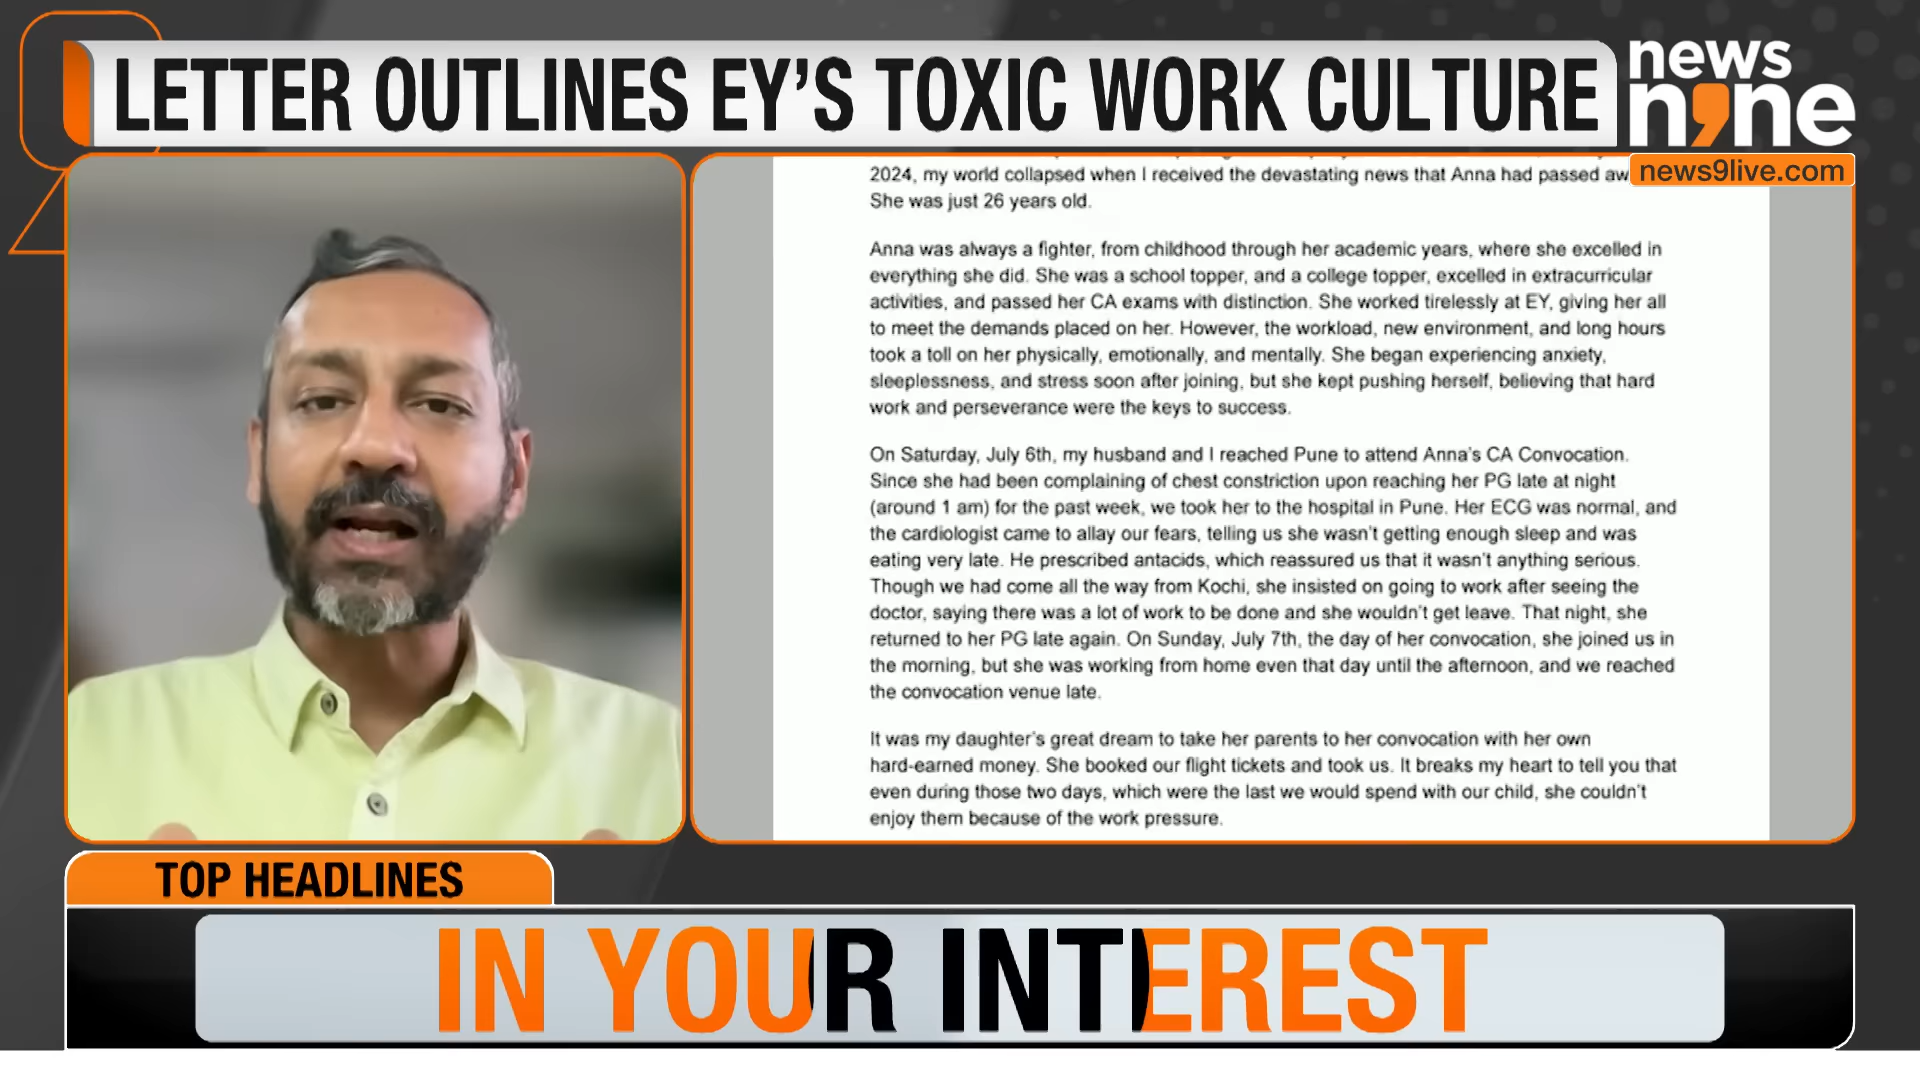 LETTER OUTLINES EY'S TOXIC WORK CULTURE
news
nine
news9live.com
2024, my world collapsed when I received the devastating news that Anna had passed aw
She was just 26 years old.
Anna was always a fighter, from childhood through her academic years, where she excelled in
everything she did. She was a school topper, and a college topper, excelled in extracurricular
activities, and passed her CA exams with distinction. She worked tirelessly at EY, giving her all
to meet the demands placed on her. However, the workload, new environment, and long hours
took a toll on her physically, emotionally, and mentally. She began experiencing anxiety,
sleeplessness, and stress soon after joining, but she kept pushing herself, believing that hard
work and perseverance were the keys to success.
On Saturday, July 6th, my husband and I reached Pune to attend Anna's CA Convocation.
Since she had been complaining of chest constriction upon reaching her PG late at night
(around 1 am) for the past week, we took her to the hospital in Pune. Her ECG was normal, and
the cardiologist came to allay our fears, telling us she wasn't getting enough sleep and was
eating very late. He prescribed antacids, which reassured us that it wasn't anything serious.
Though we had come all the way from Kochi, she insisted on going to work after seeing the
doctor, saying there was a lot of work to be done and she wouldn't get leave. That night, she
returned to her PG late again. On Sunday, July 7th, the day of her convocation, she joined us in
the morning, but she was working from home even that day until the afternoon, and we reached
the convocation venue late.
It was my daughter's great dream to take her parents to her convocation with her own
hard-earned money. She booked our flight tickets and took us. It breaks my heart to tell you that
even during those two days, which were the last we would spend with our child, she couldn't
enjoy them because of the work pressure.
TOP HEADLINES
IN YOUR INTEREST